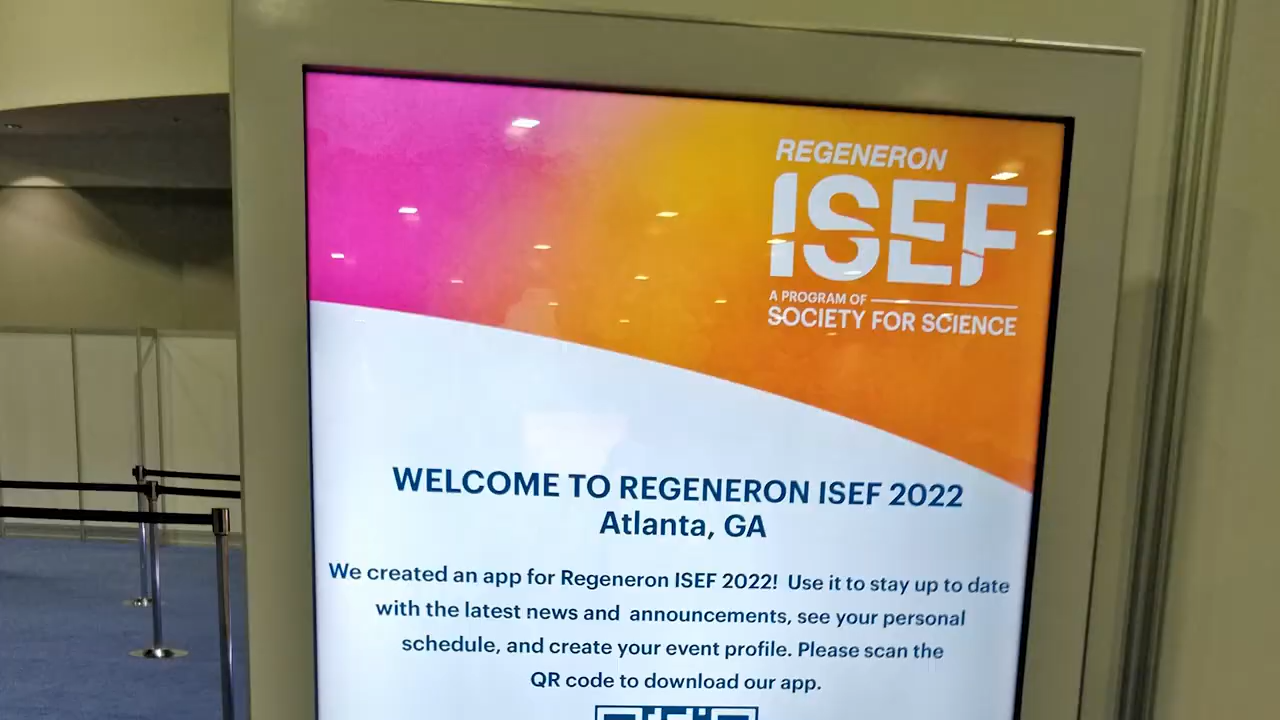 REGENERON
ISEF
A PROGRAM OF
SOCIETY FOR SCIENCE
WELCOME TO REGENERON ISEF 2022
Atlanta, GA
We created an app for Regeneron ISEF 2022! Use it to stay up to date
with the latest news and announcements, see your personal
schedule, and create your event profile. Please scan the
QR code to download our app.